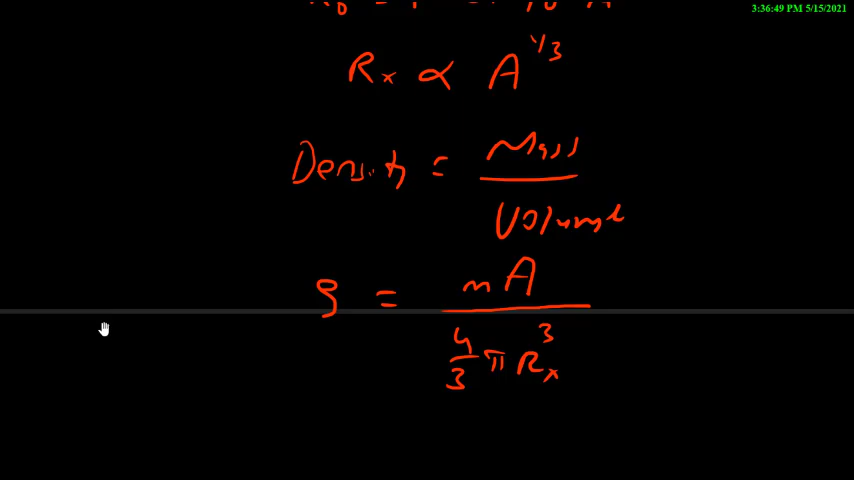 3:36:49 PM 5/15/2021
Rx ∝ A^1/3
Density = Mass / Volume
ρ = mA / (4/3 π Rx^3)